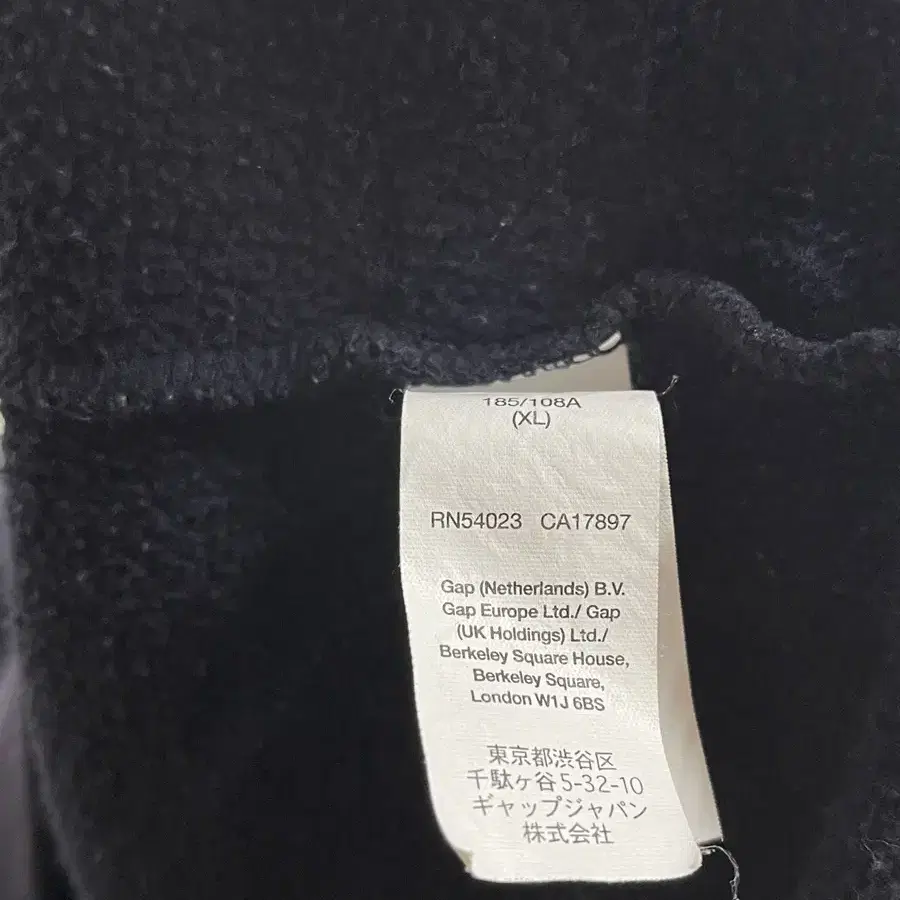 185/108A
(XL)
RN54023 CA17897
Gap (Netherlands) B.V.
Gap Europe Ltd./ Gap
(UK Holdings) Ltd./
Berkeley Square House,
Berkeley Square,
London W1J 6BS
東京都渋谷区
千駄ヶ谷5-32-10
ギャップジャパン
株式会社